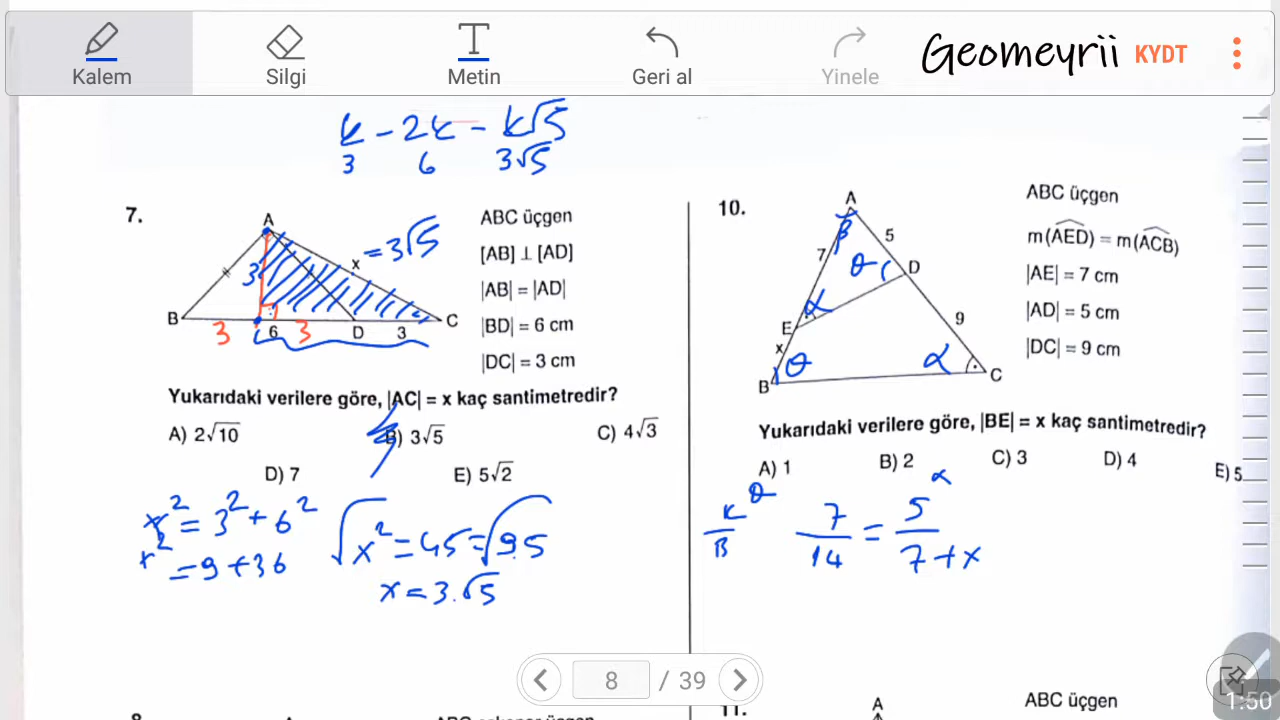 Kalem
Silgi
Metin
Geri al
Yinele
Geomeyrii KYDT
k - 2k - k√5
3 6 3√5
7.
A
B
C
D
x = 3√5
3
3
6
3
3
ABC üçgen
[AB] ⊥ [AD]
|AB| = |AD|
|BD| = 6 cm
|DC| = 3 cm
Yukarıdaki verilere göre, |AC| = x kaç santimetredir?
A) 2√10
B) 3√5
C) 4√3
D) 7
E) 5√2
x² = 3² + 6²
x² = 9 + 36
√x² = 45 = √9.5
x = 3.√5
10.
A
β
5
7
θ
D
α
E
9
x
θ
α
B
C
ABC üçgen
m(AED) = m(ACB)
|AE| = 7 cm
|AD| = 5 cm
|DC| = 9 cm
Yukarıdaki verilere göre, |BE| = x kaç santimetredir?
A) 1
B) 2
C) 3
D) 4
E) 5
θ
α
k/B
7/14 = 5/7+x
8 / 39
1:50
11.
A
ABC üçgen